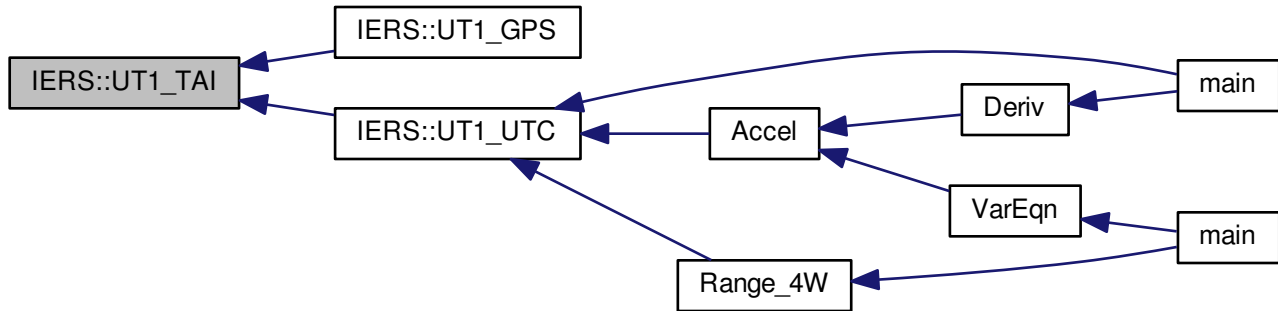 IERS::UT1_TAI
IERS::UT1_GPS
IERS::UT1_UTC
Accel
Deriv
main
VarEqn
main
Range_4W